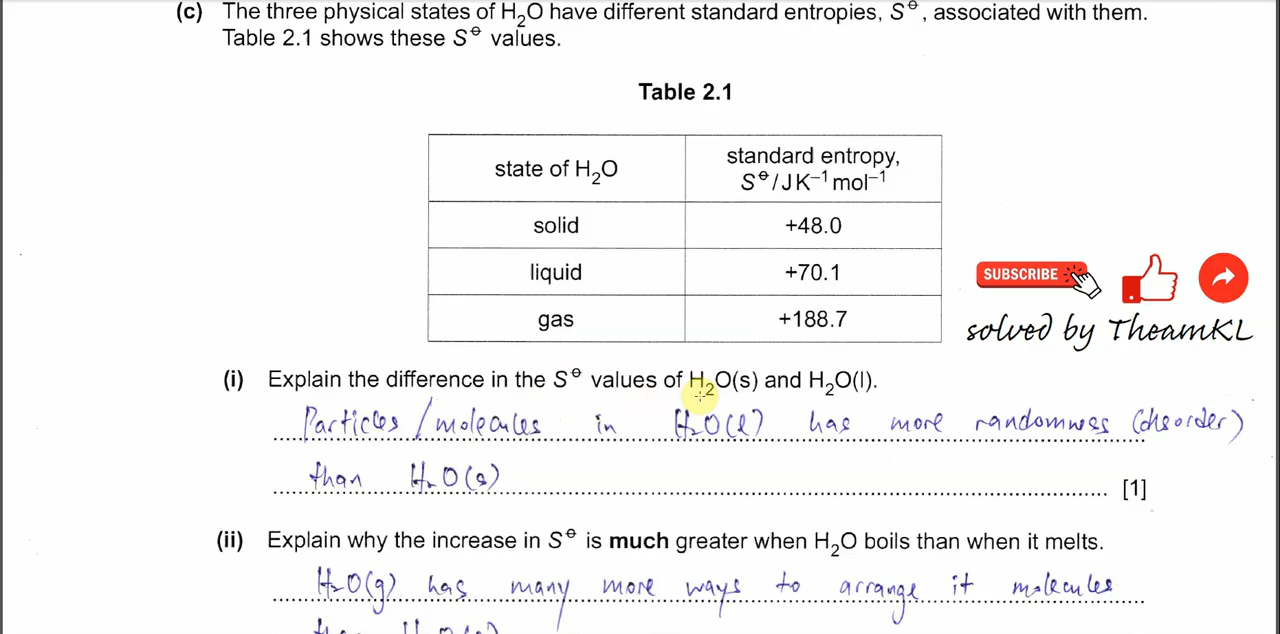 (c) The three physical states of H₂O have different standard entropies, S⦵, associated with them.
Table 2.1 shows these S⦵ values.
Table 2.1
state of H₂O
standard entropy,
S⦵/JK⁻¹mol⁻¹
solid +48.0
liquid +70.1
gas +188.7
SUBSCRIBE
solved by TheamKL
(i) Explain the difference in the S⦵ values of H₂O(s) and H₂O(l).
Particles/molecules in H₂O(l) has more randomness (disorder)
than H₂O(s)
[1]
(ii) Explain why the increase in S⦵ is much greater when H₂O boils than when it melts.
H₂O(g) has many more ways to arrange it molecules